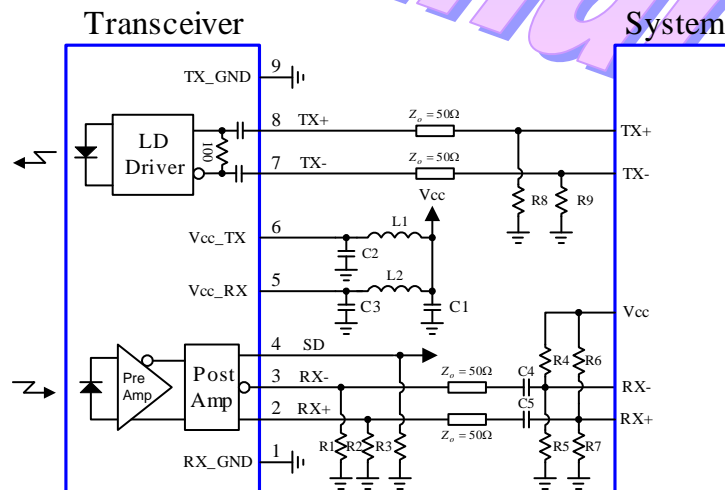 Transceiver
System
TX_GND
9
LD
Driver
100
8
TX+
Z_o = 50Ω
TX+
7
TX-
Z_o = 50Ω
TX-
R8
R9
Vcc
Vcc_TX
6
L1
C2
Vcc_RX
5
L2
C3
C1
Vcc
Pre
Amp
Post
Amp
4
SD
3
RX-
Z_o = 50Ω
C4
R4
R6
RX-
2
RX+
C5
Z_o = 50Ω
RX+
R1
R2
R3
R5
R7
RX_GND
1